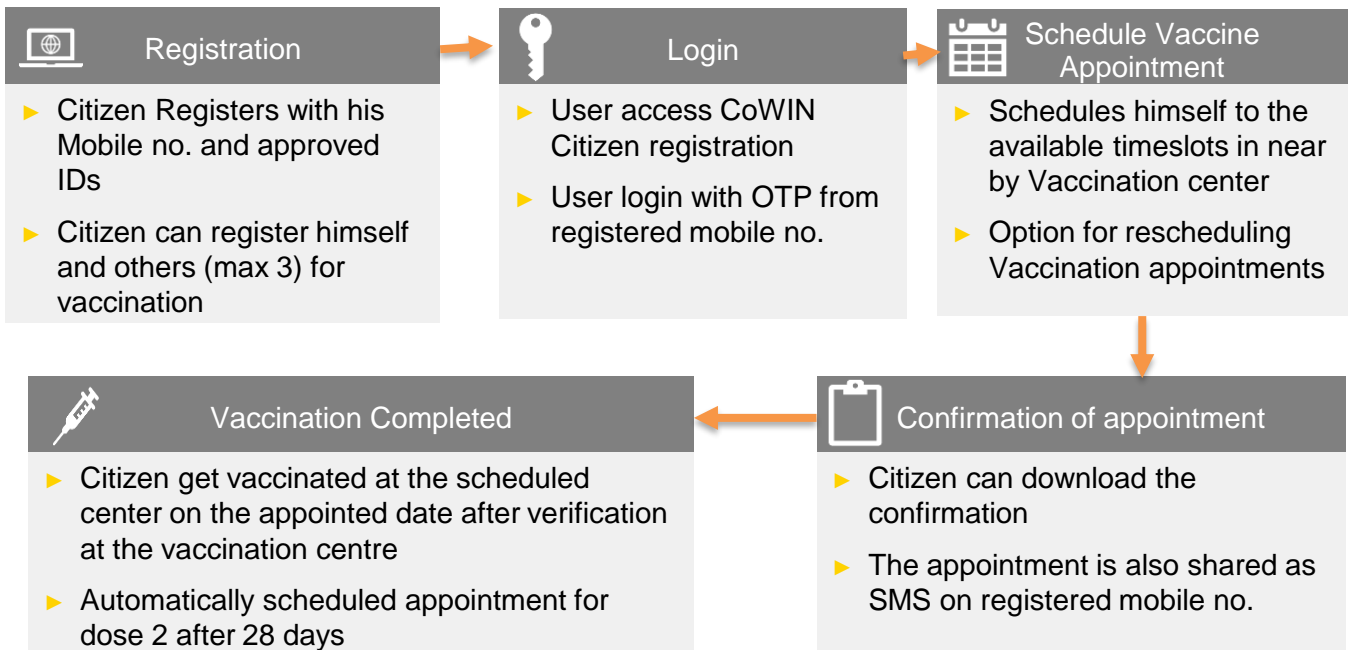 Registration
► Citizen Registers with his
Mobile no. and approved
IDs
► Citizen can register himself
and others (max 3) for
vaccination
Login
► User access CoWIN
Citizen registration
► User login with OTP from
registered mobile no.
Schedule Vaccine
Appointment
► Schedules himself to the
available timeslots in near
by Vaccination center
► Option for rescheduling
Vaccination appointments
Confirmation of appointment
► Citizen can download the
confirmation
► The appointment is also shared as
SMS on registered mobile no.
Vaccination Completed
► Citizen get vaccinated at the scheduled
center on the appointed date after verification
at the vaccination centre
► Automatically scheduled appointment for
dose 2 after 28 days